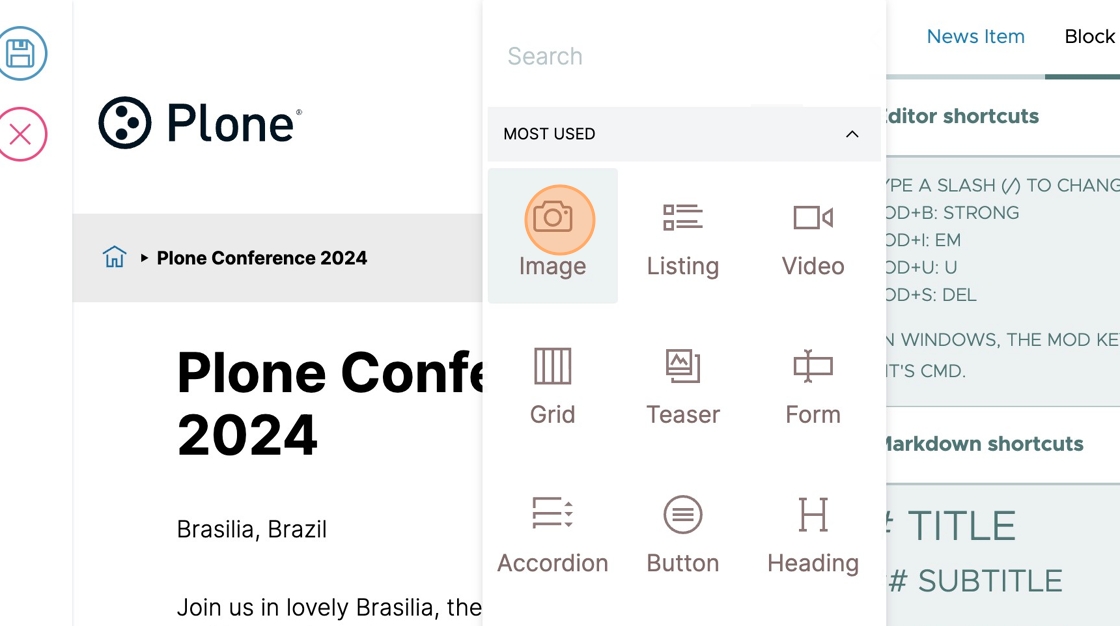 Plone®
Plone Conference 2024
Plone Confe
2024
Brasilia, Brazil
Join us in lovely Brasilia, the
Search
MOST USED
Image
Listing
Video
Grid
Teaser
Form
Accordion
Button
Heading
News Item
Block
ditor shortcuts
YPE A SLASH (/) TO CHANG
OD+B: STRONG
OD+I: EM
OD+U: U
OD+S: DEL
N WINDOWS, THE MOD KE
IT'S CMD.
Markdown shortcuts
# TITLE
# SUBTITLE